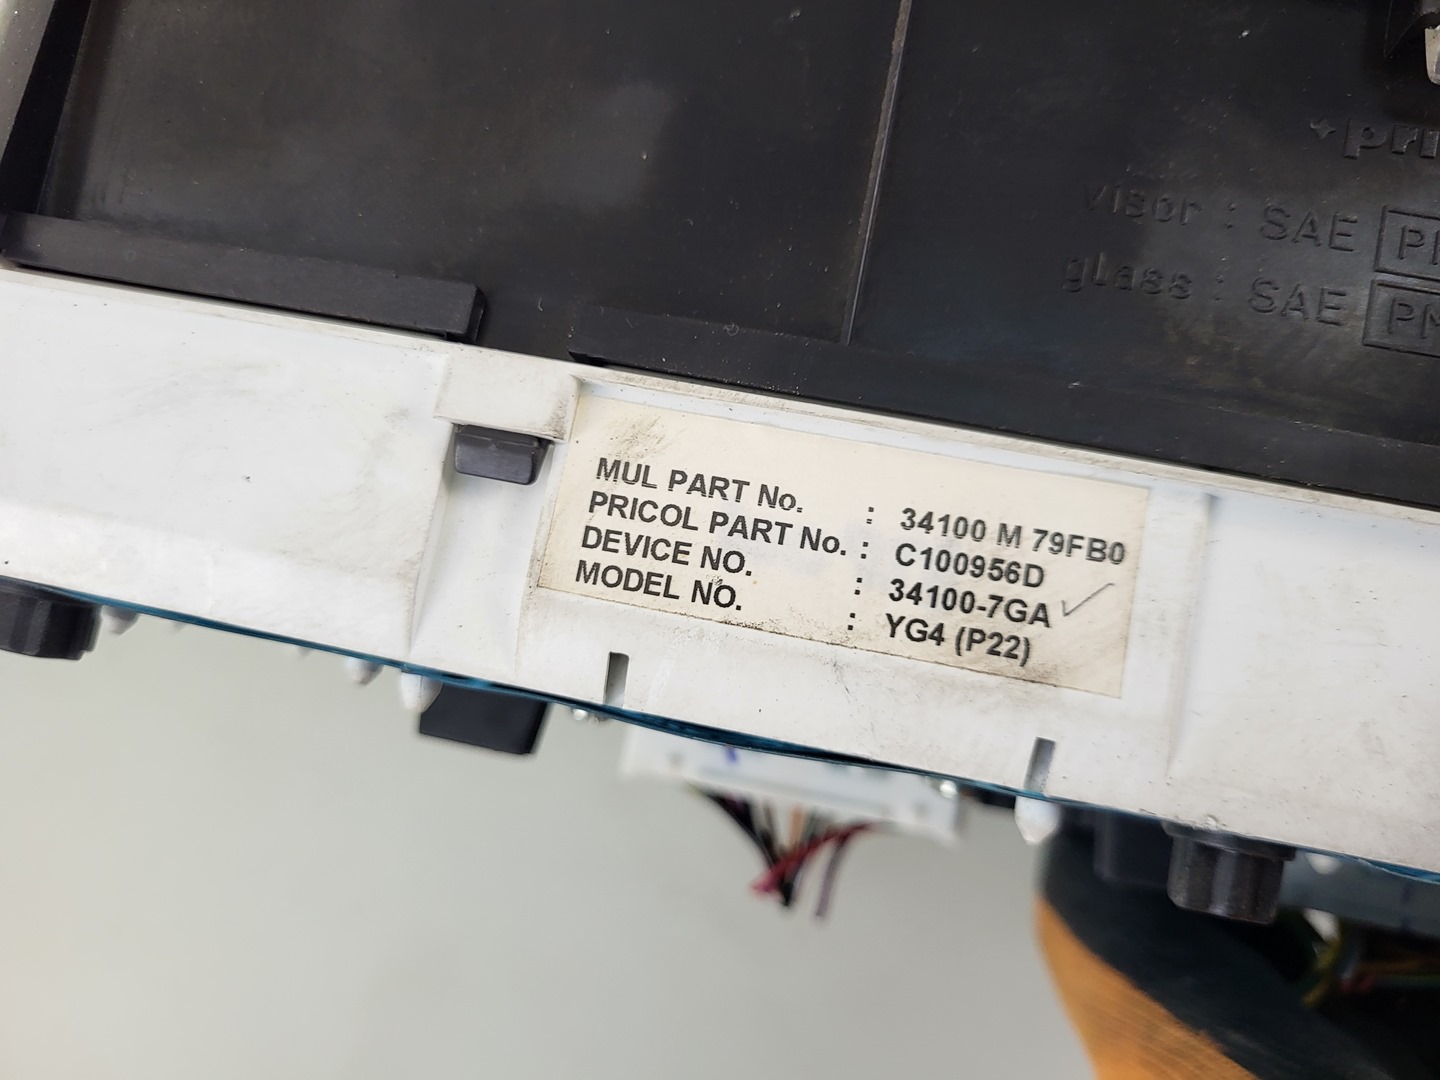 visor : SAE
glass : SAE
MUL PART No. : 34100 M 79FB0
PRICOL PART No. : C100956D
DEVICE NO. : 34100-7GA
MODEL NO. : YG4 (P22)